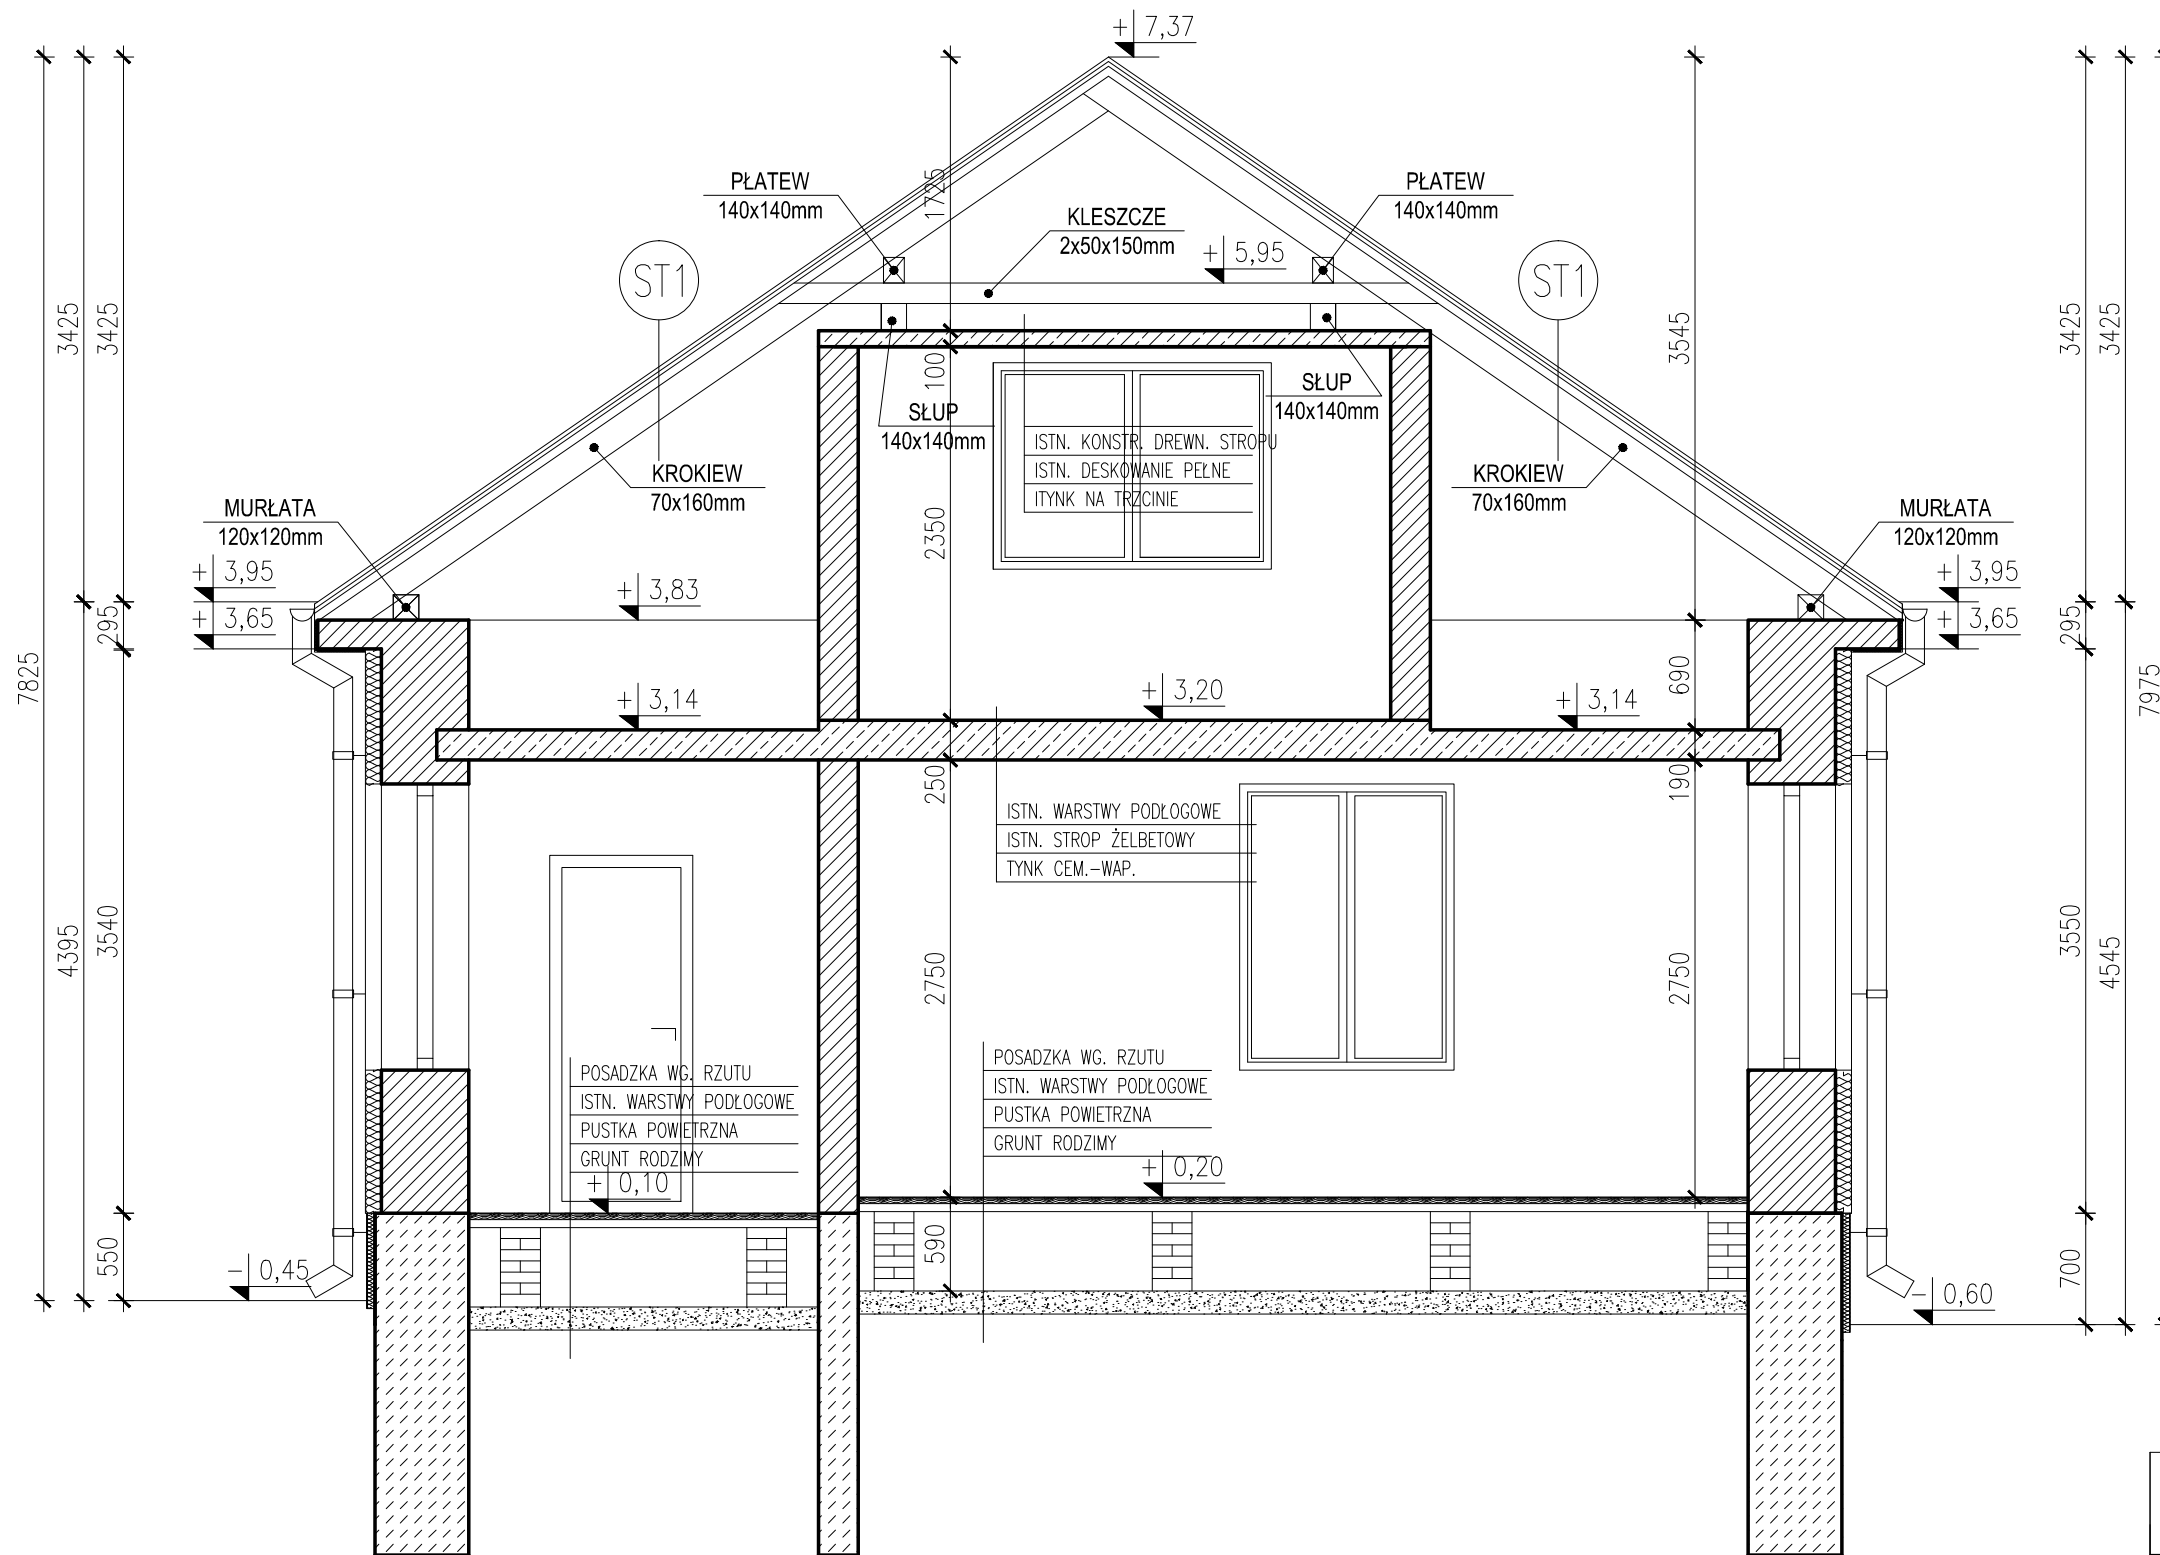 + 7,37
PŁATEW
140x140mm
KLESZCZE
2x50x150mm
PŁATEW
140x140mm
1725
+ 5,95
ST1
ST1
3425
3425
3545
3425
3425
100
SŁUP
140x140mm
SŁUP
140x140mm
ISTN. KONSTR. DREWN. STROPU
ISTN. DESKOWANIE PEŁNE
ITYNK NA TRZCINIE
KROKIEW
70x160mm
KROKIEW
70x160mm
MURŁATA
120x120mm
MURŁATA
120x120mm
2350
+ 3,95
+ 3,83
+ 3,95
295
+ 3,65
295
+ 3,65
7825
690
7975
+ 3,14
+ 3,20
+ 3,14
250
190
ISTN. WARSTWY PODŁOGOWE
ISTN. STROP ŻELBETOWY
TYNK CEM.-WAP.
4395
3540
2750
2750
3550
4545
POSADZKA WG. RZUTU
ISTN. WARSTWY PODŁOGOWE
PUSTKA POWIETRZNA
GRUNT RODZIMY
POSADZKA WG. RZUTU
ISTN. WARSTWY PODŁOGOWE
PUSTKA POWIETRZNA
GRUNT RODZIMY
+ 0,10
+ 0,20
550
590
700
- 0,45
- 0,60